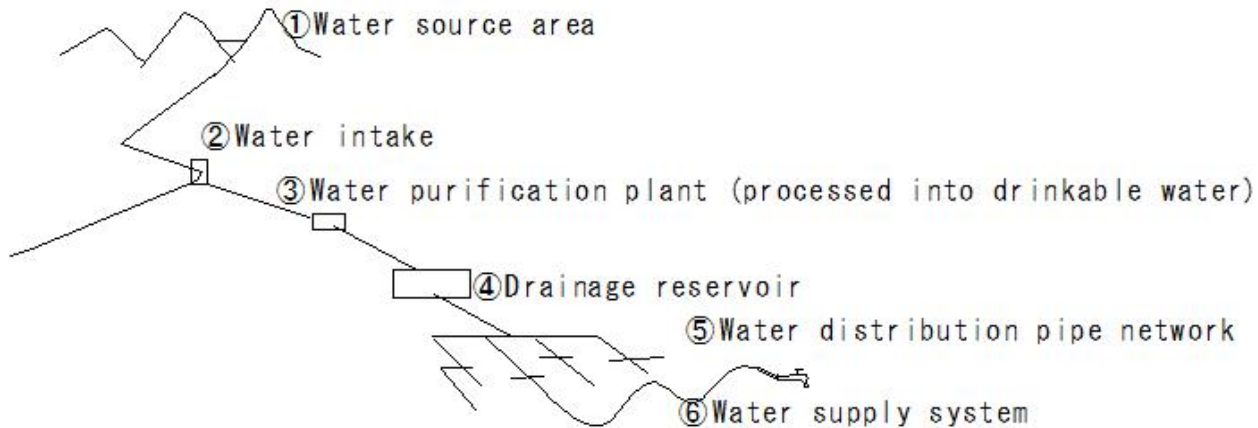 ①Water source area
②Water intake
③Water purification plant (processed into drinkable water)
④Drainage reservoir
⑤Water distribution pipe network
⑥Water supply system